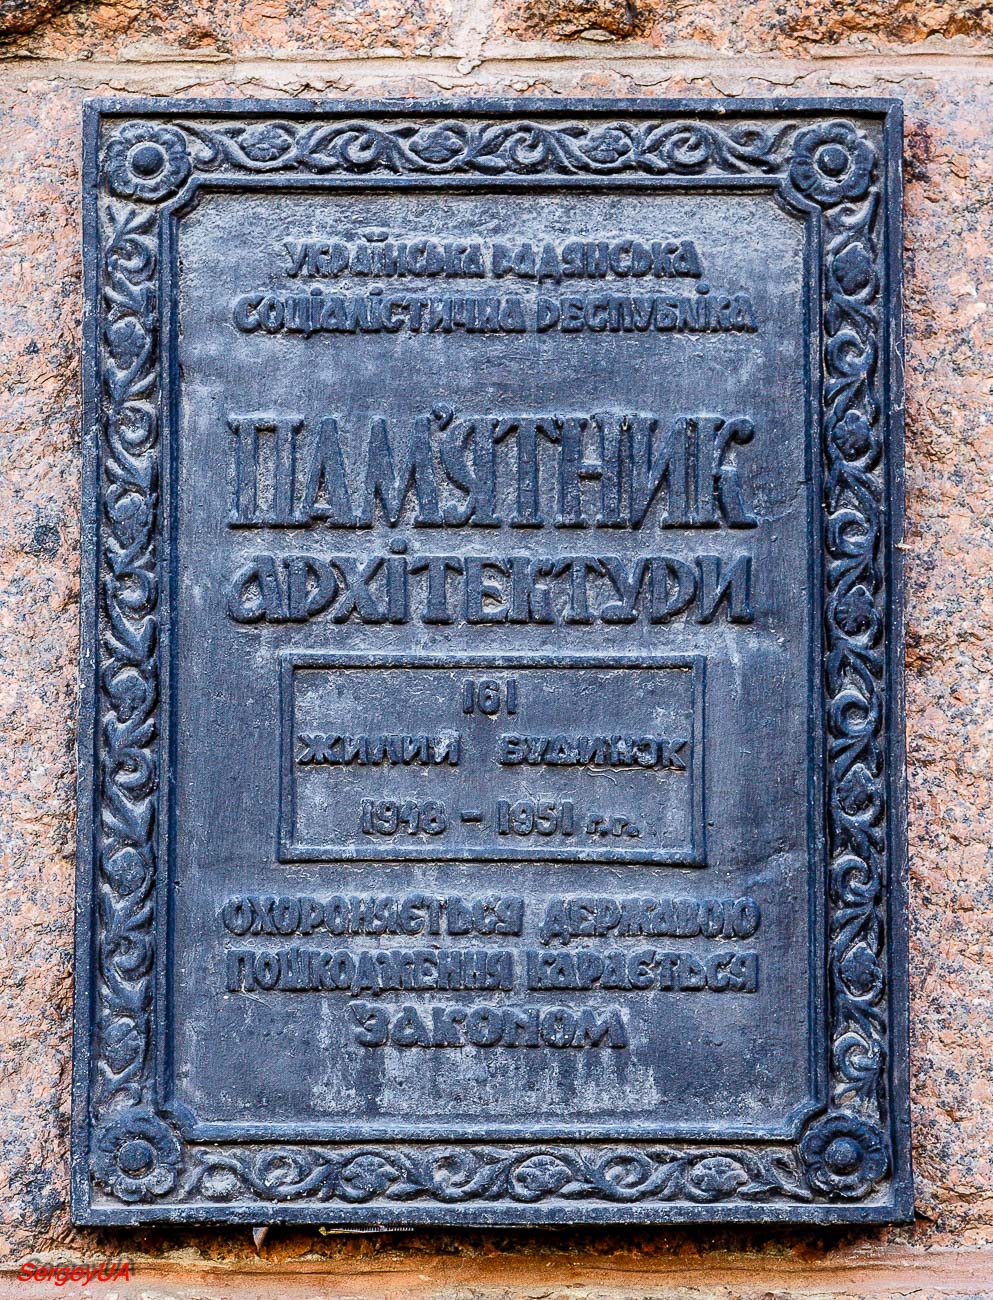 Українська Радянська
Соціалістична Республіка
ПАМ'ЯТНИК
АРХІТЕКТУРИ
161
ЖИЛИЙ БУДИНОК
1948 - 1951 г.г.
ОХОРОНЯЄТЬСЯ ДЕРЖАВОЮ
ПОШКОДЖЕННЯ КАРАЄТЬСЯ
ЗАКОНОМ
SergeyUA